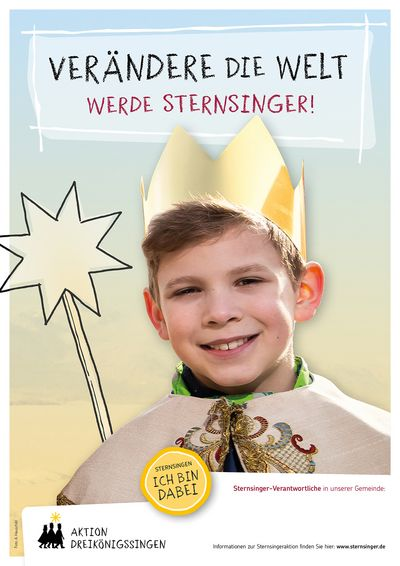 VERÄNDERE DIE WELT
WERDE STERNSINGER!
STERNSINGEN
ICH BIN
DABEI
Sternsinger-Verantwortliche in unserer Gemeinde:
AKTION
DREIKÖNIGSSINGEN
Informationen zur Sternsingeraktion finden Sie hier: www.sternsinger.de